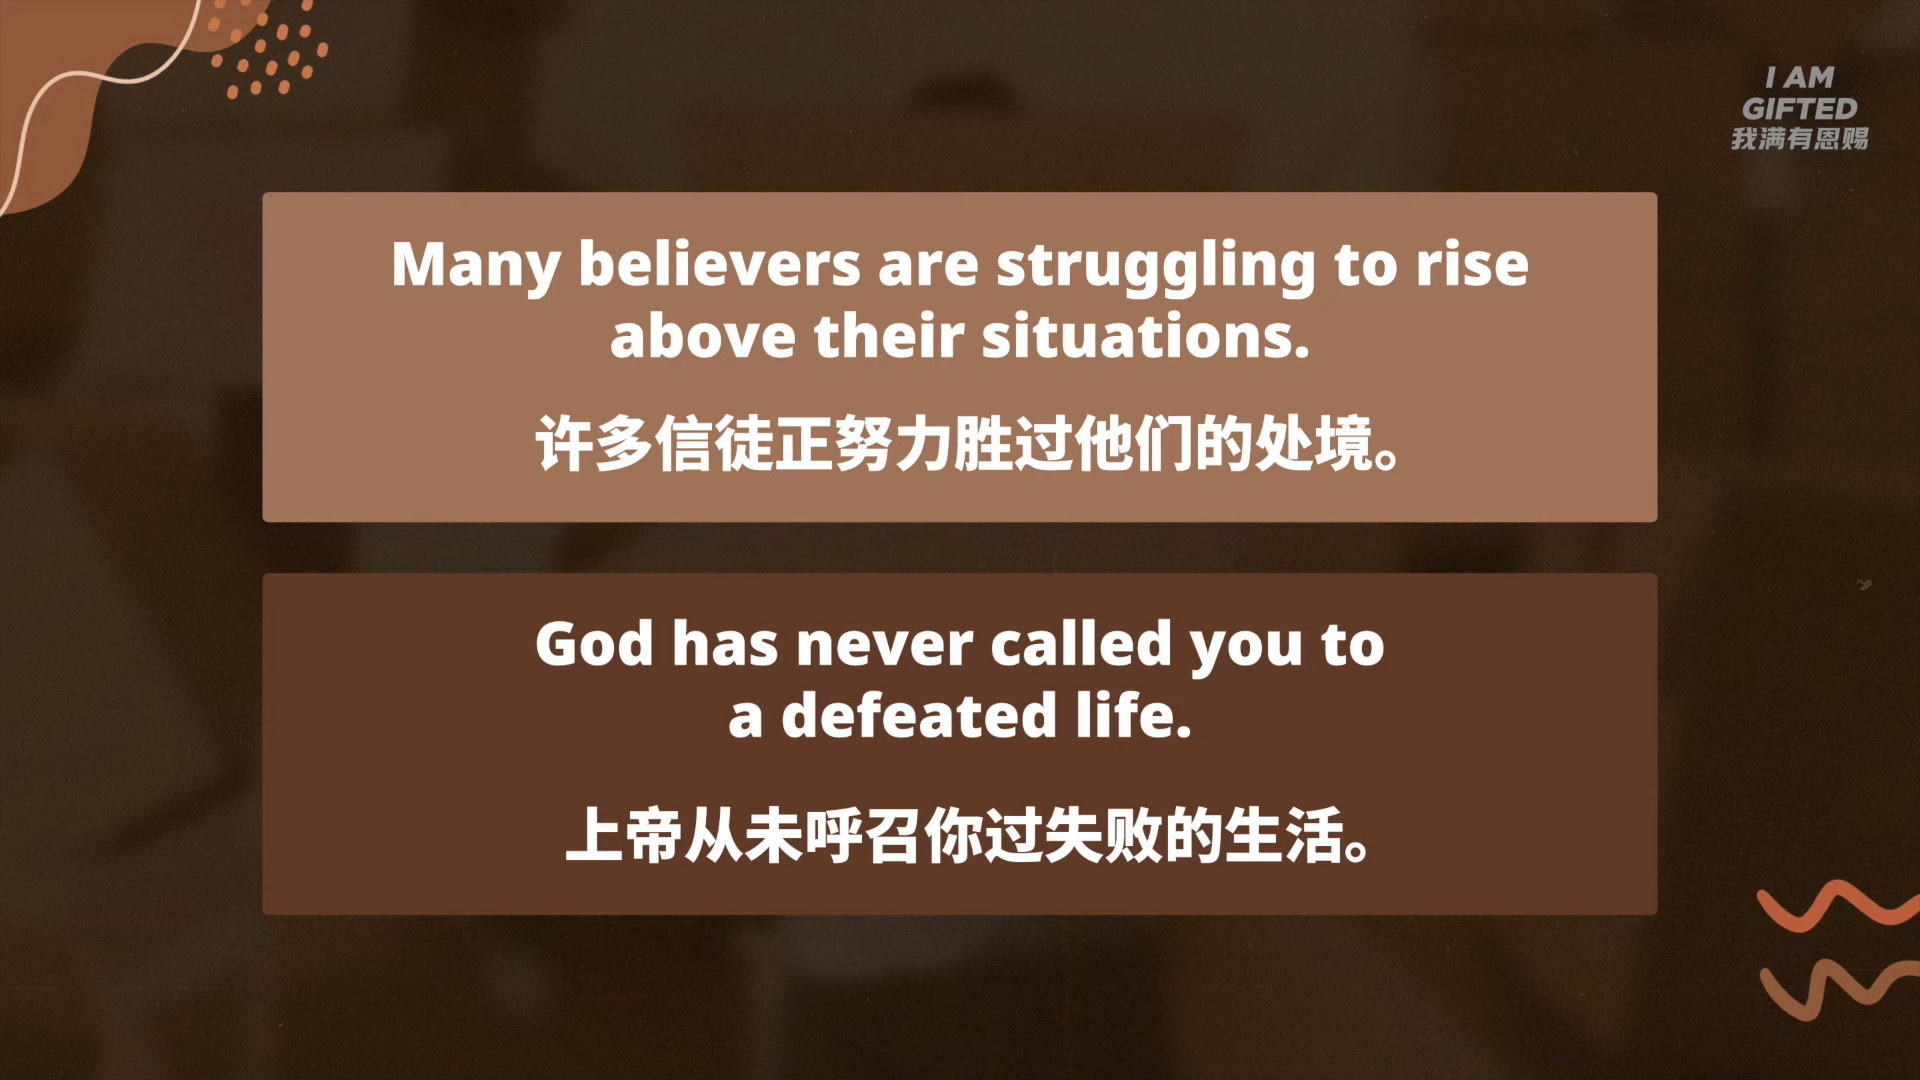 I AM
GIFTED
我满有恩赐
Many believers are struggling to rise
above their situations.
许多信徒正努力胜过他们的处境。
God has never called you to
a defeated life.
上帝从未呼召你过失败的生活。